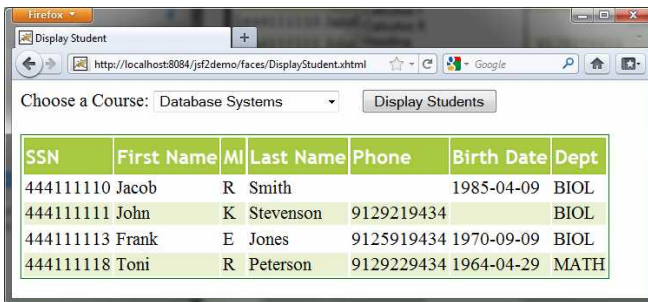 Firefox
Display Student
http://localhost:8084/jsf2demo/faces/DisplayStudent.xhtml
Google
Choose a Course: Database Systems Display Students
SSN First Name MI Last Name Phone Birth Date Dept
444111110 Jacob R Smith 1985-04-09 BIOL
444111111 John K Stevenson 9129219434 BIOL
444111113 Frank E Jones 9125919434 1970-09-09 BIOL
444111118 Toni R Peterson 9129229434 1964-04-29 MATH